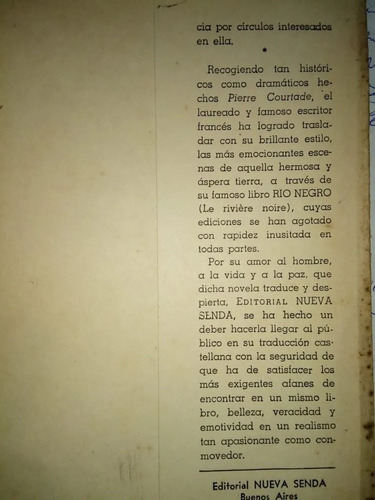 cia por círculos interesados
en ella.
•
Recogiendo tan históri-
cos como dramáticos he-
chos Pierre Courtade, el
laureado y famoso escritor
francés ha logrado trasla-
dar con su brillante estilo,
las más emocionantes esce-
nas de aquella hermosa y
áspera tierra, a través de
su famoso libro RIO NEGRO
(Le rivière noire), cuyas
ediciones se han agotado
con rapidez inusitada en
todas partes.
Por su amor al hombre,
a la vida y a la paz, que
dicha novela traduce y des-
pierta, EDITORIAL NUEVA
SENDA, se ha hecho un
deber hacerla llegar al pú-
blico en su traducción cas-
tellana con la seguridad de
que ha de satisfacer los
más exigentes afanes de
encontrar en un mismo li-
bro, belleza, veracidad y
emotividad en un realismo
tan apasionante como con-
movedor.
Editorial NUEVA SENDA
Buenos Aires